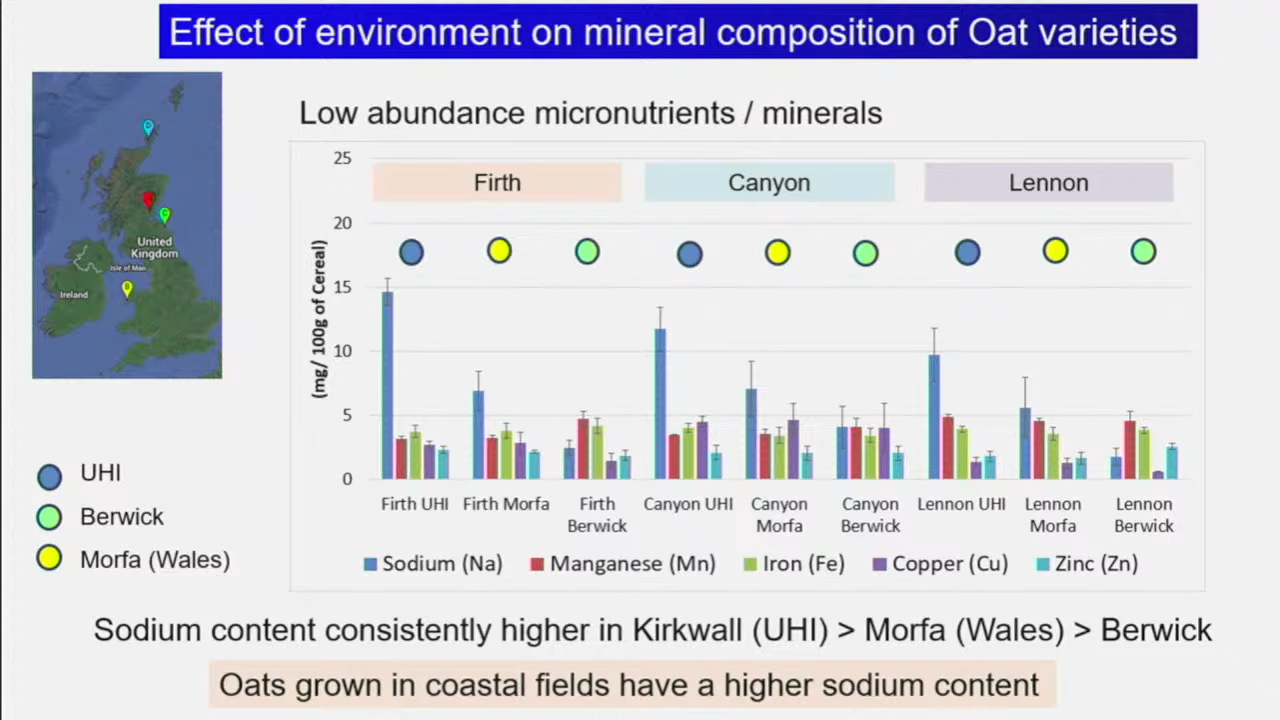 Effect of environment on mineral composition of Oat varieties
Low abundance micronutrients / minerals
United
Kingdom
Isle of Man
Ireland
D
C
B
25
20
15
10
5
0
(mg/ 100g of Cereal)
Firth
Canyon
Lennon
Firth UHI
Firth Morfa
Firth
Berwick
Canyon UHI
Canyon
Morfa
Canyon
Berwick
Lennon UHI
Lennon
Morfa
Lennon
Berwick
Sodium (Na)
Manganese (Mn)
Iron (Fe)
Copper (Cu)
Zinc (Zn)
UHI
Berwick
Morfa (Wales)
Sodium content consistently higher in Kirkwall (UHI) > Morfa (Wales) > Berwick
Oats grown in coastal fields have a higher sodium content